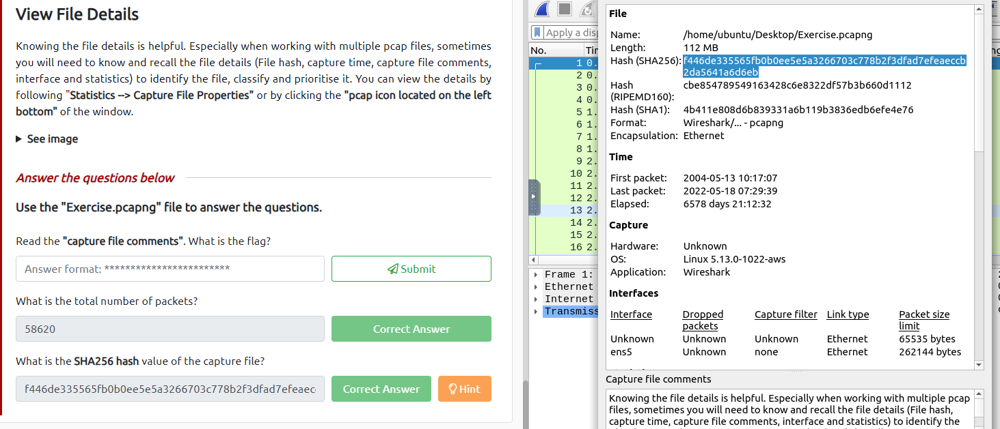 View File Details
Knowing the file details is helpful. Especially when working with multiple pcap files, sometimes
you will need to know and recall the file details (File hash, capture time, capture file comments,
interface and statistics) to identify the file, classify and prioritise it. You can view the details by
following "Statistics --> Capture File Properties" or by clicking the "pcap icon located on the left
bottom" of the window.
See image
Answer the questions below
Use the "Exercise.pcapng" file to answer the questions.
Read the "capture file comments". What is the flag?
Answer format: ************************
Submit
What is the total number of packets?
58620
Correct Answer
What is the SHA256 hash value of the capture file?
f446de335565fb0b0ee5e5a3266703c778b2f3dfad7efeaecc
Correct Answer
Hint
Apply a disp
No.
Tim
1 0.
2 0.
3 0.
4 0.
5 1.
6 1.
7 1.
8 1.
9 2.
10 2.
11 2.
12 2.
13 2.
14 2.
15 2.
16 2.
Frame 1:
Ethernet
Internet
Transmiss
File
Name: /home/ubuntu/Desktop/Exercise.pcapng
Length: 112 MB
Hash (SHA256): f446de335565fb0b0ee5e5a3266703c778b2f3dfad7efeaeccb
2da5641a6d6eb
Hash cbe854789549163428c6e8322df57b3b660d1112
(RIPEMD160):
Hash (SHA1): 4b411e808d6b839331a6b119b3836edb6efe4e76
Format: Wireshark/... - pcapng
Encapsulation: Ethernet
Time
First packet: 2004-05-13 10:17:07
Last packet: 2022-05-18 07:29:39
Elapsed: 6578 days 21:12:32
Capture
Hardware: Unknown
OS: Linux 5.13.0-1022-aws
Application: Wireshark
Interfaces
Interface Dropped Capture filter Link type Packet size
packets limit
Unknown Unknown Unknown Ethernet 65535 bytes
ens5 Unknown none Ethernet 262144 bytes
Capture file comments
Knowing the file details is helpful. Especially when working with multiple pcap
files, sometimes you will need to know and recall the file details (File hash,
capture time, capture file comments, interface and statistics) to identify the